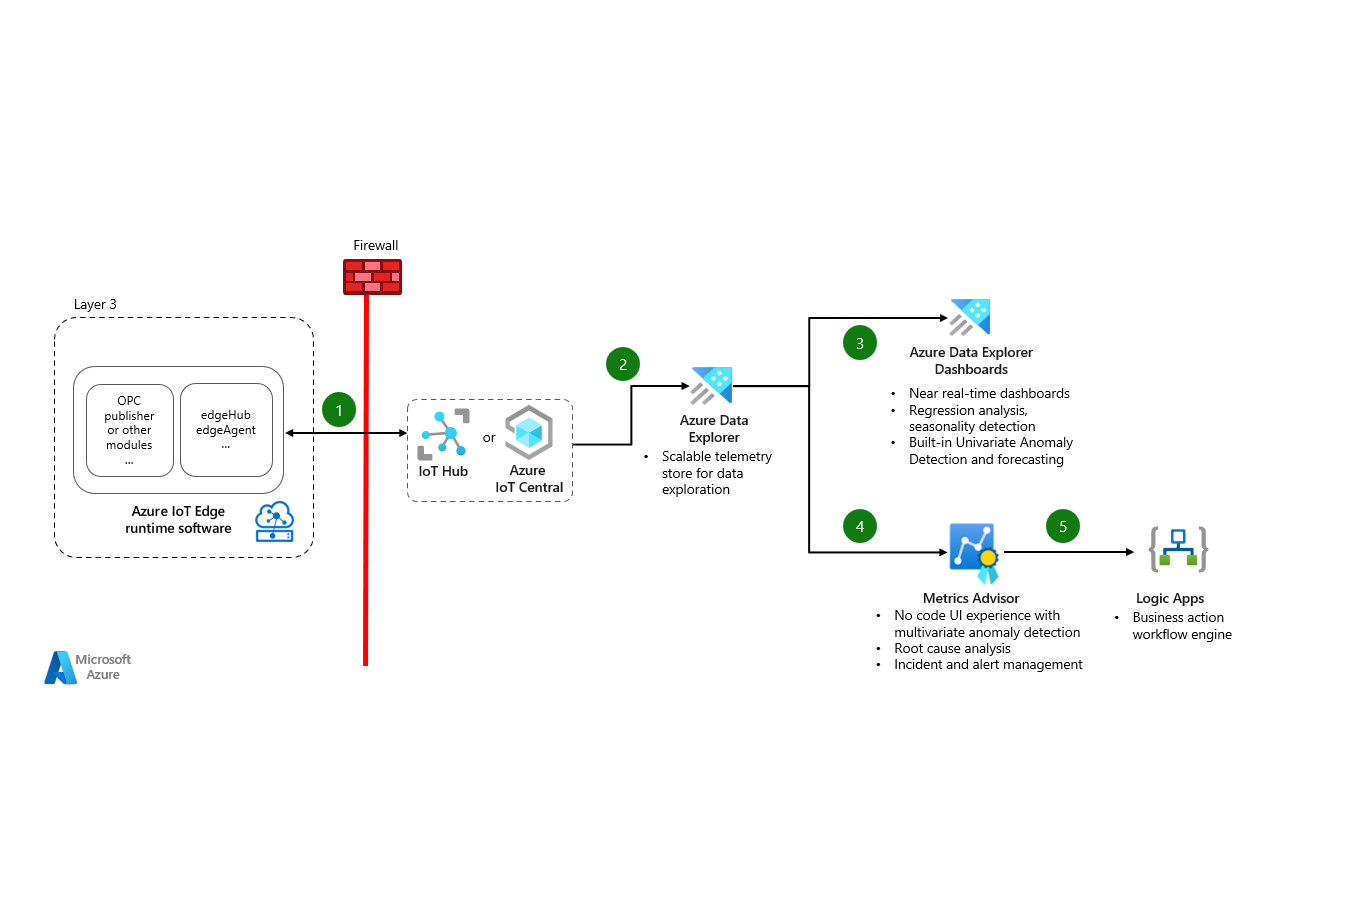 Firewall
Layer 3
OPC
publisher
or other
modules
...
edgeHub
edgeAgent
...
Azure IoT Edge
runtime software
1
IoT Hub
or
Azure
IoT Central
2
Azure Data
Explorer
• Scalable telemetry
store for data
exploration
3
Azure Data Explorer
Dashboards
• Near real-time dashboards
• Regression analysis,
seasonality detection
• Built-in Univariate Anomaly
Detection and forecasting
4
Metrics Advisor
• No code UI experience with
multivariate anomaly detection
• Root cause analysis
• Incident and alert management
5
Logic Apps
• Business action
workflow engine
Microsoft
Azure